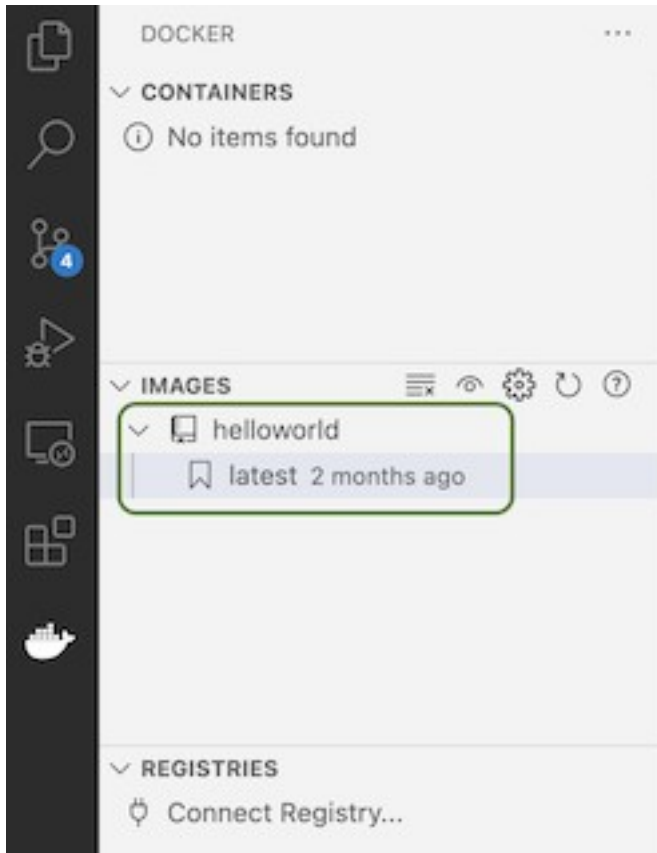 DOCKER
CONTAINERS
No items found
4
IMAGES
helloworld
latest 2 months ago
REGISTRIES
Connect Registry...